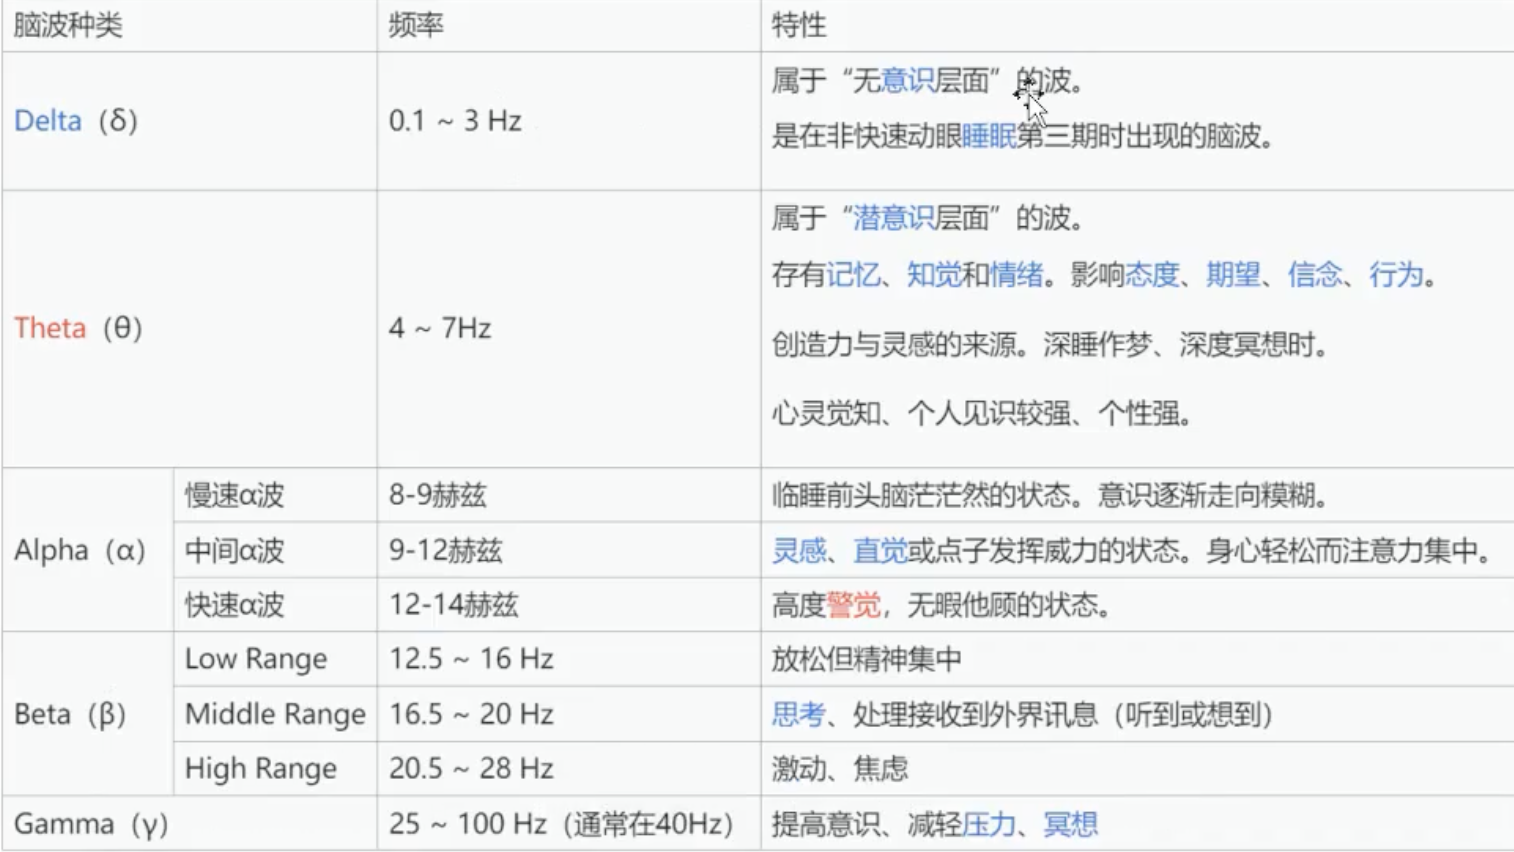 脑波种类 频率 特性
Delta（δ） 0.1 ~ 3 Hz 属于“无意识层面”的波。
是在非快速动眼睡眠第三期时出现的脑波。
Theta（θ） 4 ~ 7Hz 属于“潜意识层面”的波。
存有记忆、知觉和情绪。影响态度、期望、信念、行为。
创造力与灵感的来源。深睡作梦、深度冥想时。
心灵觉知、个人见识较强、个性强。
Alpha（α） 慢速α波 8-9赫兹 临睡前头脑茫茫然的状态。意识逐渐走向模糊。
中间α波 9-12赫兹 灵感、直觉或点子发挥威力的状态。身心轻松而注意力集中。
快速α波 12-14赫兹 高度警觉，无暇他顾的状态。
Beta（β） Low Range 12.5 ~ 16 Hz 放松但精神集中
Middle Range 16.5 ~ 20 Hz 思考、处理接收到外界讯息（听到或想到）
High Range 20.5 ~ 28 Hz 激动、焦虑
Gamma（γ） 25 ~ 100 Hz（通常在40Hz） 提高意识、减轻压力、冥想